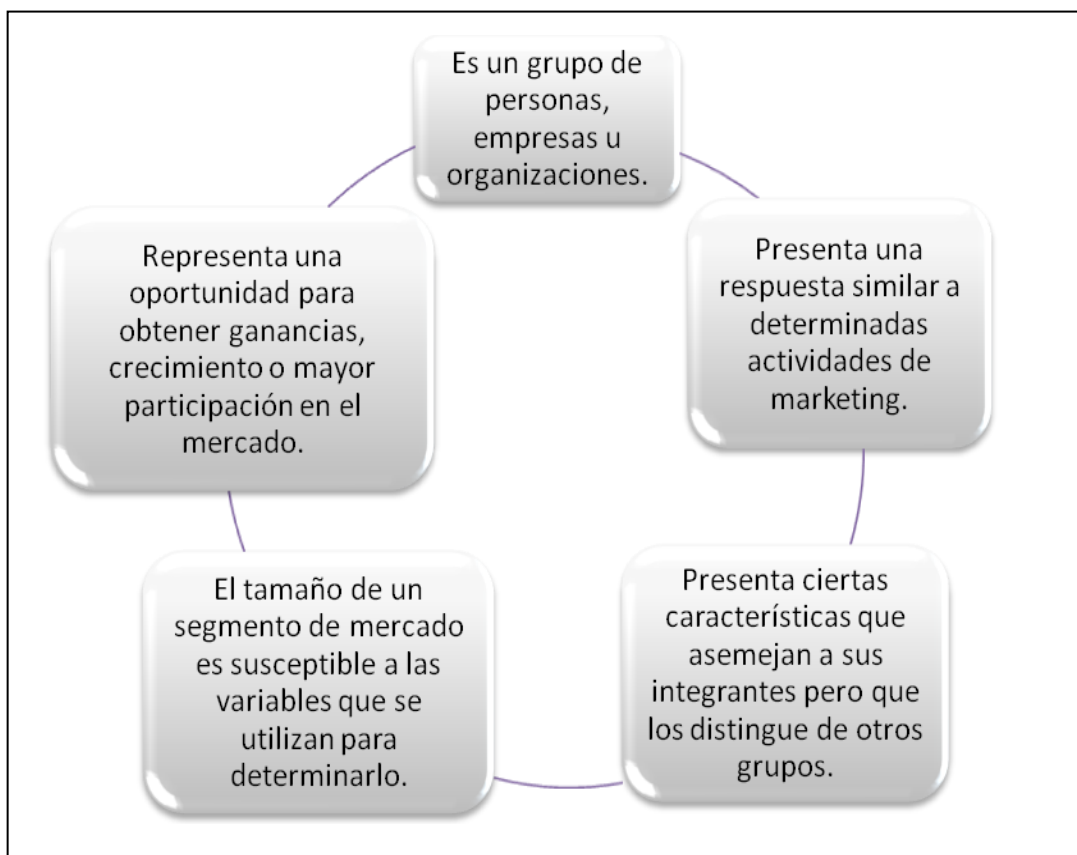 Es un grupo de
personas,
empresas u
organizaciones.
Presenta una
respuesta similar a
determinadas
actividades de
marketing.
Presenta ciertas
características que
asemejan a sus
integrantes pero que
los distingue de otros
grupos.
El tamaño de un
segmento de mercado
es susceptible a las
variables que se
utilizan para
determinarlo.
Representa una
oportunidad para
obtener ganancias,
crecimiento o mayor
participación en el
mercado.